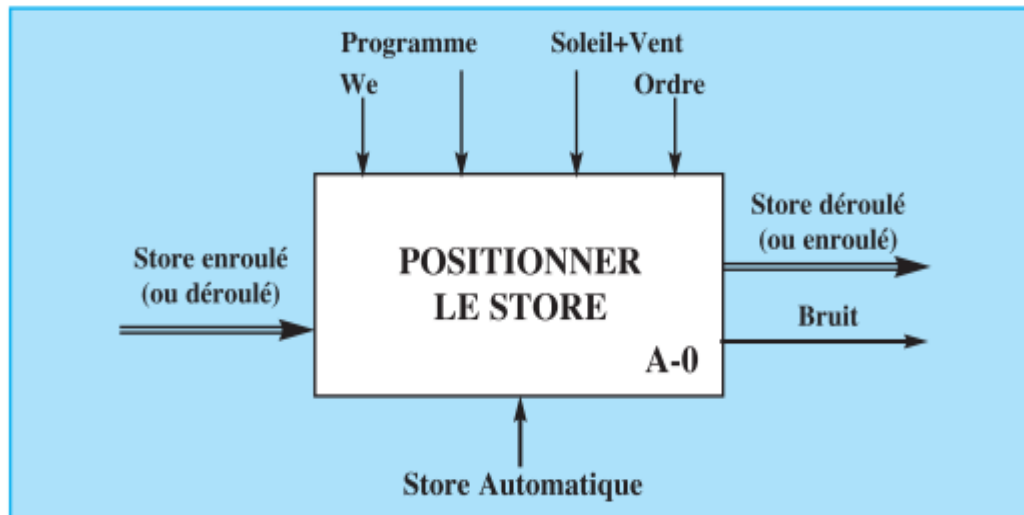 Programme Soleil+Vent
We Ordre
Store enroulé
(ou déroulé)
POSITIONNER
LE STORE
A-0
Store déroulé
(ou enroulé)
Bruit
Store Automatique